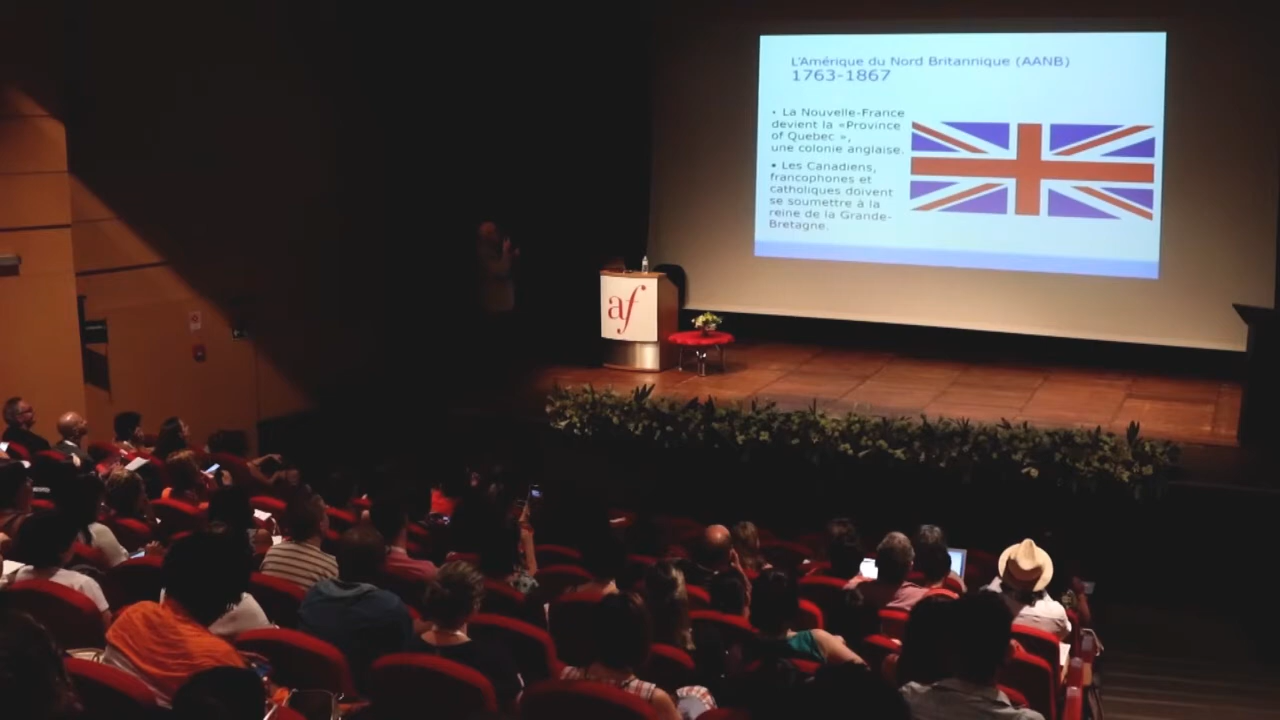 L'Amérique du Nord Britannique (AANB)
1763-1867
• La Nouvelle-France
devient la «Province
of Quebec »,
une colonie anglaise.
▪ Les Canadiens,
francophones et
catholiques doivent
se soumettre à la
reine de la Grande-
Bretagne.
af